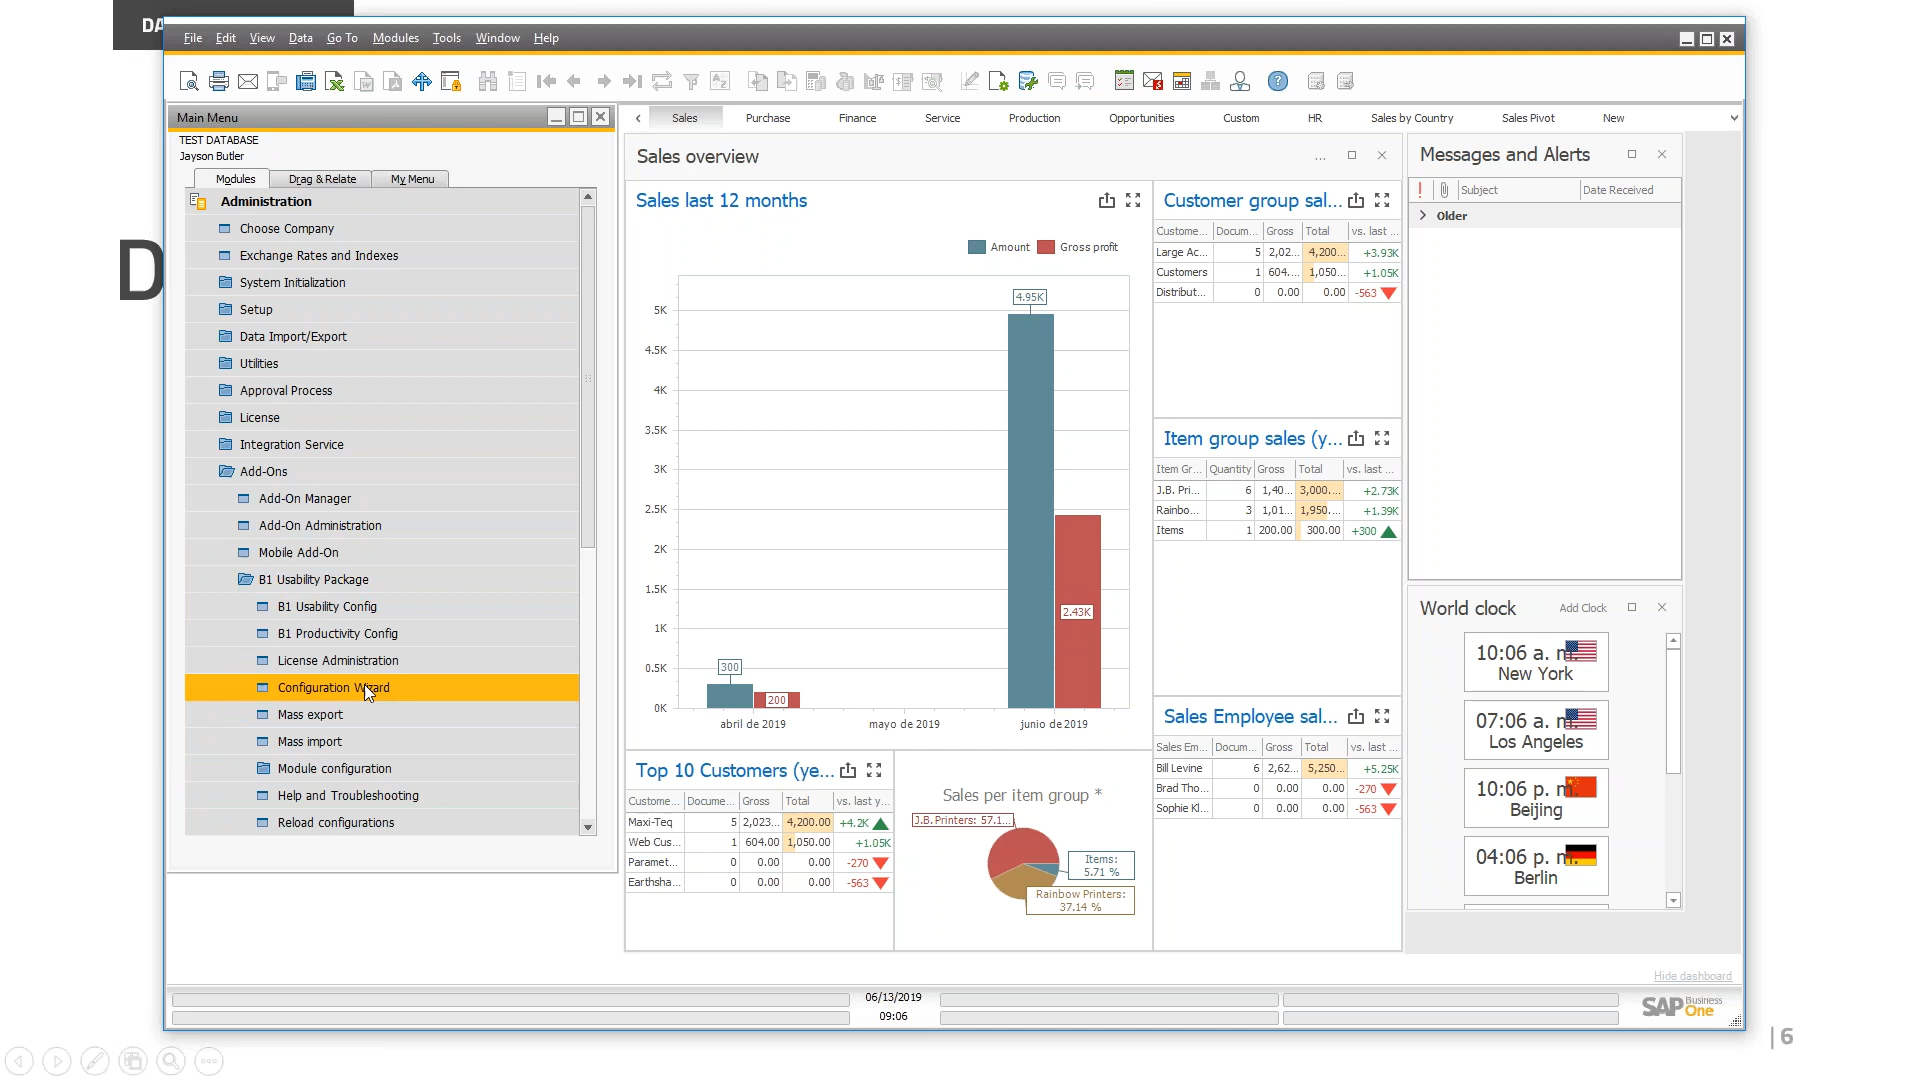 DA
D
File Edit View Data Go To Modules Tools Window Help
Main Menu
TEST DATABASE
Jayson Butler
Modules Drag & Relate My Menu
Administration
Choose Company
Exchange Rates and Indexes
System Initialization
Setup
Data Import/Export
Utilities
Approval Process
License
Integration Service
Add-Ons
Add-On Manager
Add-On Administration
Mobile Add-On
B1 Usability Package
B1 Usability Config
B1 Productivity Config
License Administration
Configuration Wizard
Mass export
Mass import
Module configuration
Help and Troubleshooting
Reload configurations
Sales Purchase Finance Service Production Opportunities Custom HR Sales by Country Sales Pivot New
Sales overview
Sales last 12 months
Amount Gross profit
5K
4.5K
4K
3.5K
3K
2.5K
2K
1.5K
1K
0.5K
0K
4.95K
2.43K
300
200
abril de 2019 mayo de 2019 junio de 2019
Top 10 Customers (ye...
Custome... Docume... Gross Total vs. last y...
Maxi-Teq 5 2,023... 4,200.00 +4.2K
Web Cus... 1 604.00 1,050.00 +1.05K
Paramet... 0 0.00 0.00 -270
Earthsha... 0 0.00 0.00 -563
Sales per item group *
J.B. Printers: 57.1...
Items:
5.71 %
Rainbow Printers:
37.14 %
Customer group sal...
Custome... Docum... Gross Total vs. last ...
Large Ac... 5 2,02... 4,200... +3.93K
Customers 1 604.... 1,050... +1.05K
Distribut... 0 0.00 0.00 -563
Item group sales (y...
Item Gr... Quantity Gross Total vs. last ...
J.B. Pri... 6 1,40... 3,000.... +2.73K
Rainbo... 3 1,01... 1,950.... +1.39K
Items 1 200.00 300.00 +300
Sales Employee sal...
Sales Em... Docum... Gross Total vs. last ...
Bill Levine 6 2,62... 5,250... +5.25K
Brad Tho... 0 0.00 0.00 -270
Sophie Kl... 0 0.00 0.00 -563
Messages and Alerts
Subject Date Received
Older
World clock Add Clock
10:06 a. m.
New York
07:06 a. m.
Los Angeles
10:06 p. m.
Beijing
04:06 p. m.
Berlin
Hide dashboard
06/13/2019
09:06
SAP Business One
| 6